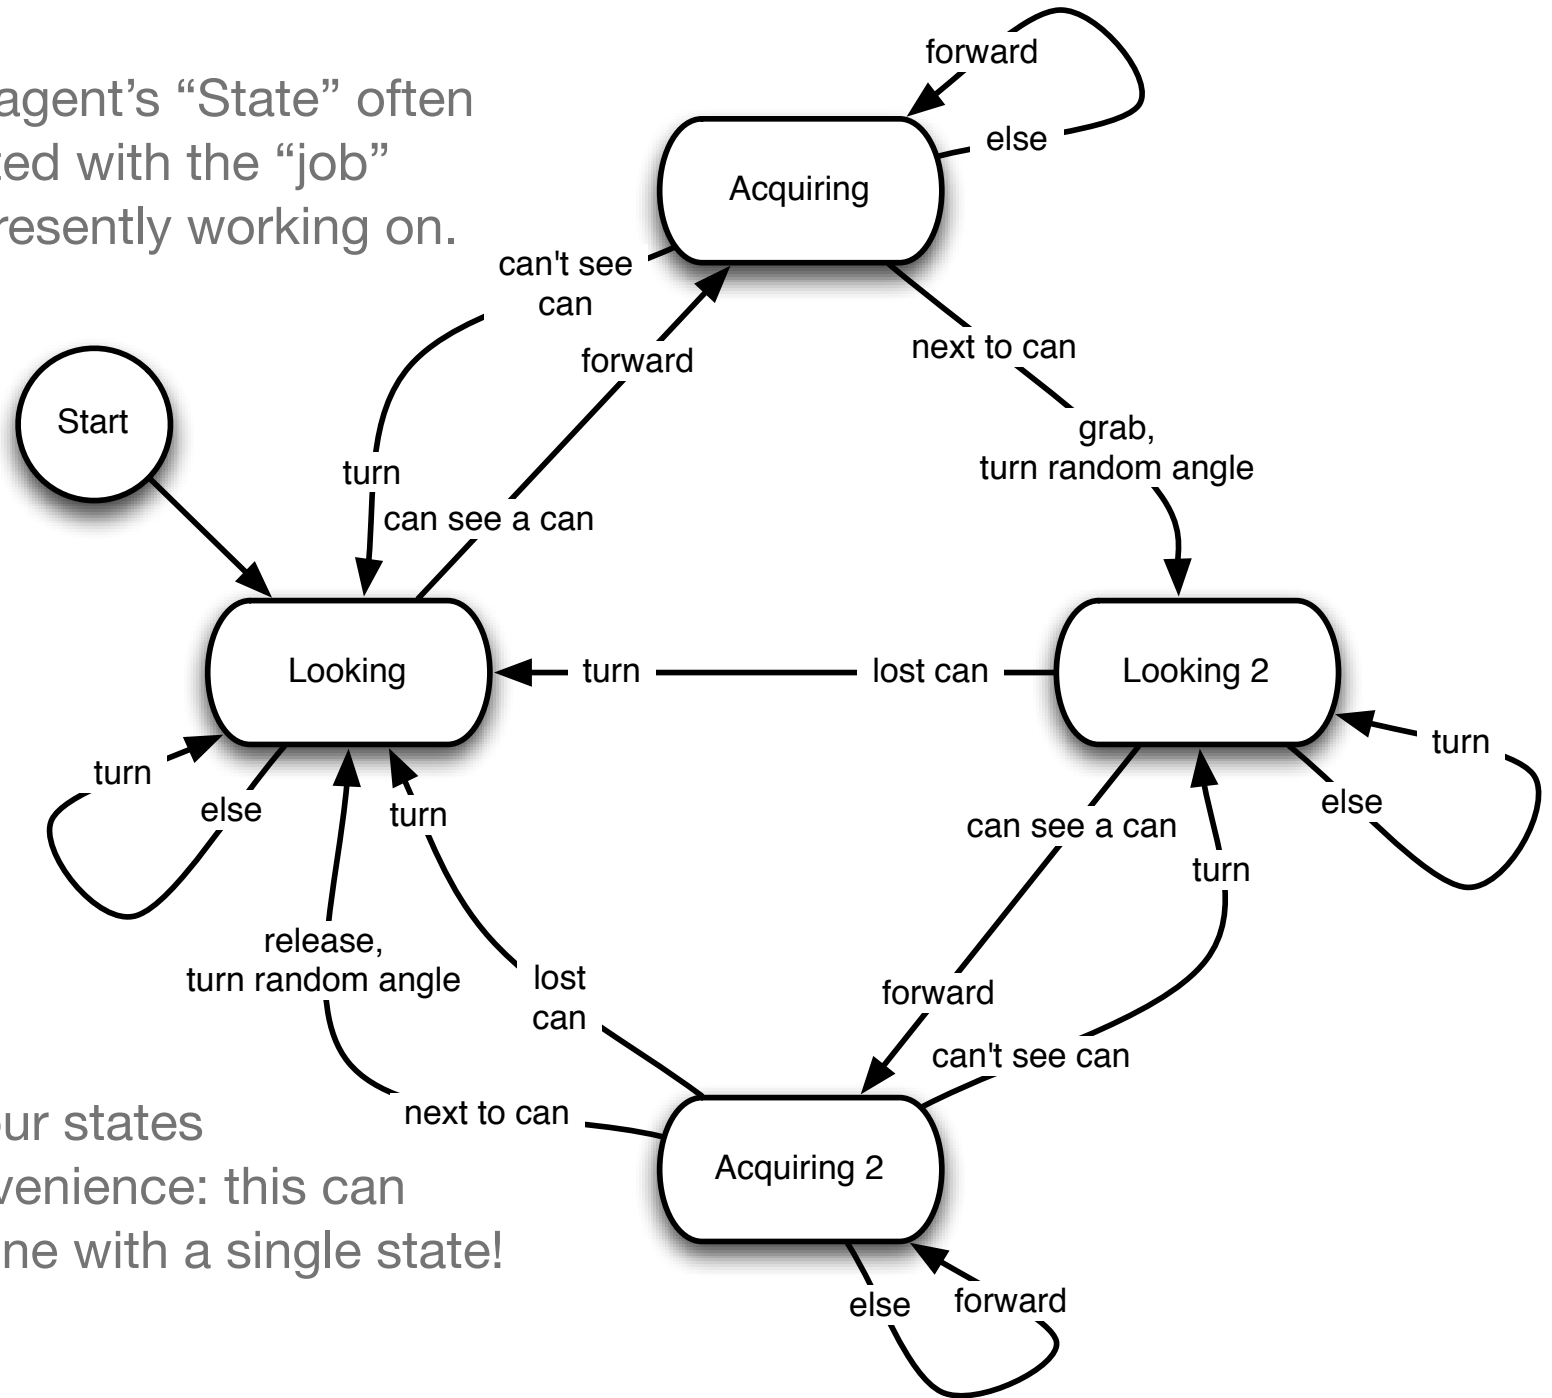 agent’s “State” often
ted with the “job”
resently working on.
forward
else
Acquiring
can't see
can
forward
next to can
Start
grab,
turn random angle
turn
can see a can
Looking
turn
lost can
Looking 2
turn
else
turn
can see a can
turn
else
turn
release,
turn random angle
lost
can
forward
can't see can
next to can
our states
venience: this can
ne with a single state!
Acquiring 2
else
forward